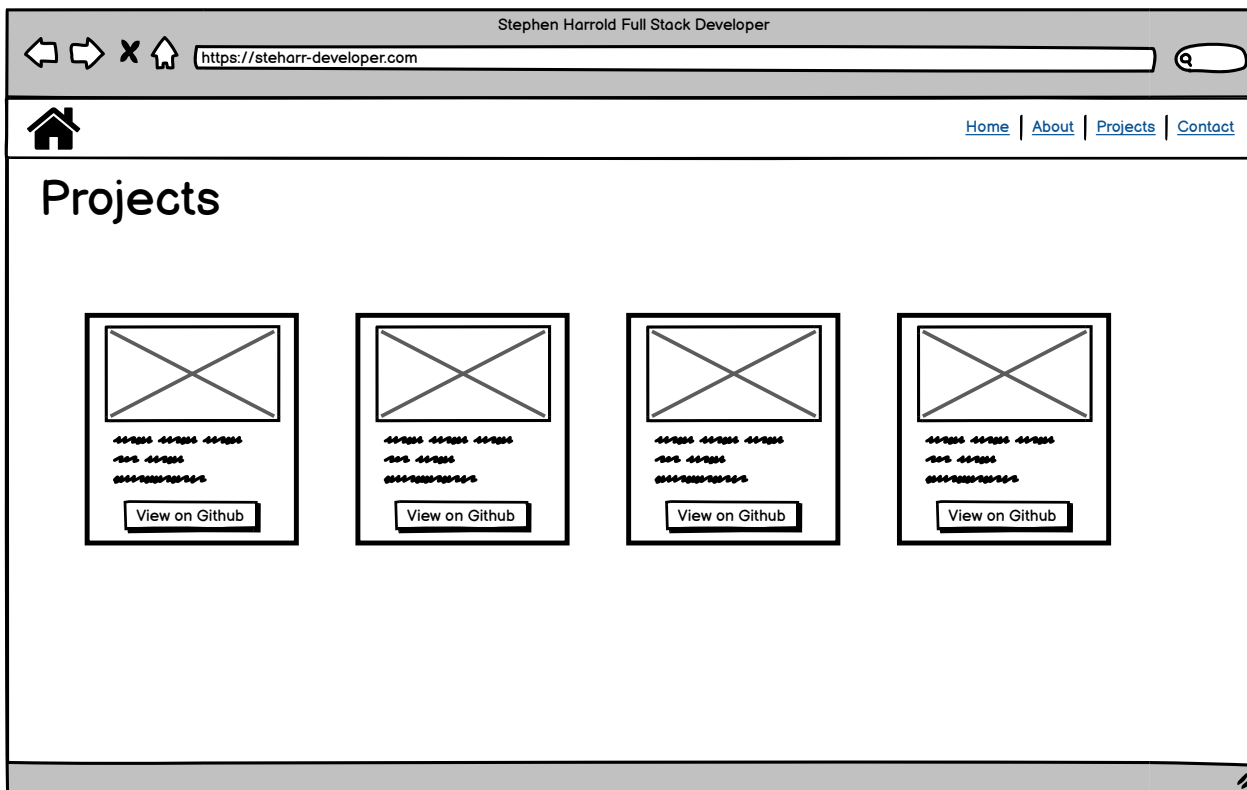 Stephen Harrold Full Stack Developer
https://steharr-developer.com
Home About Projects Contact
Projects
View on Github View on Github View on Github View on Github